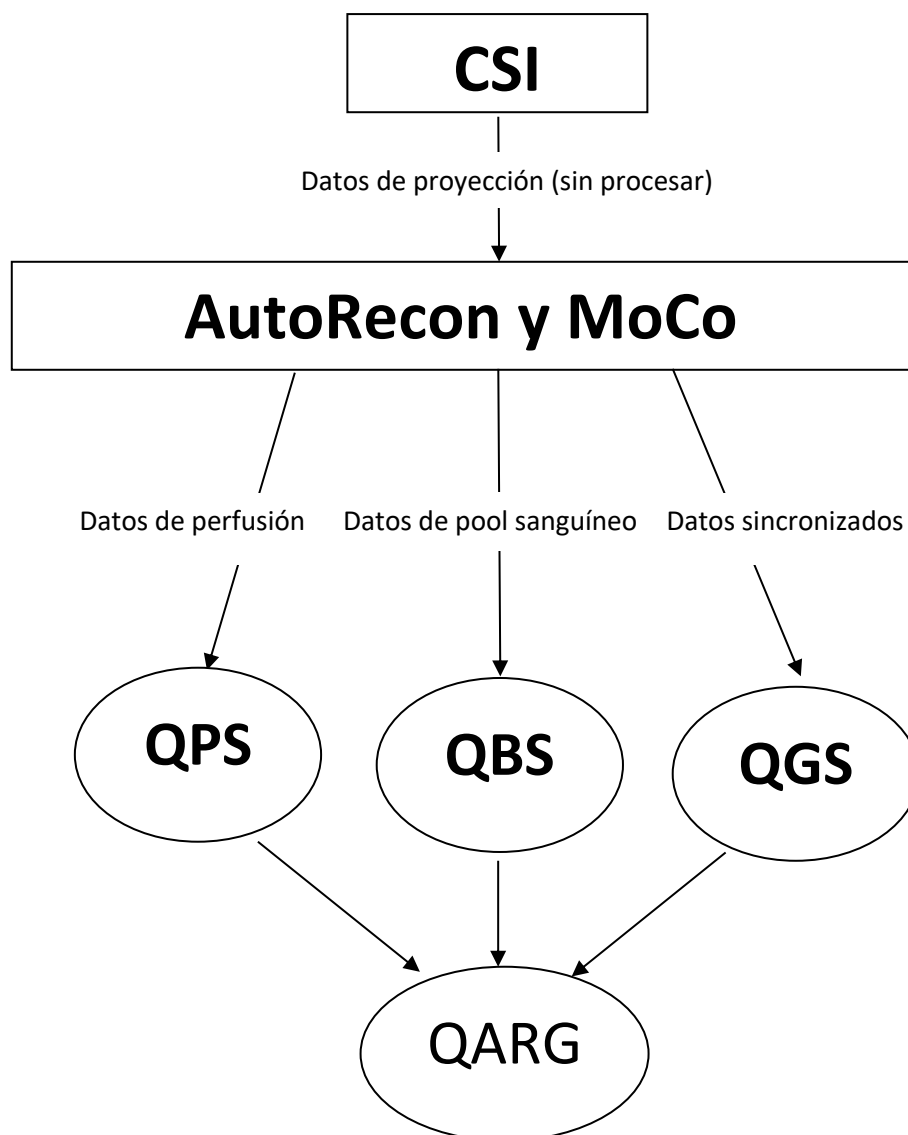 CSI
Datos de proyección (sin procesar)
AutoRecon y MoCo
Datos de perfusión
Datos de pool sanguíneo
Datos sincronizados
QPS
QBS
QGS
QARG